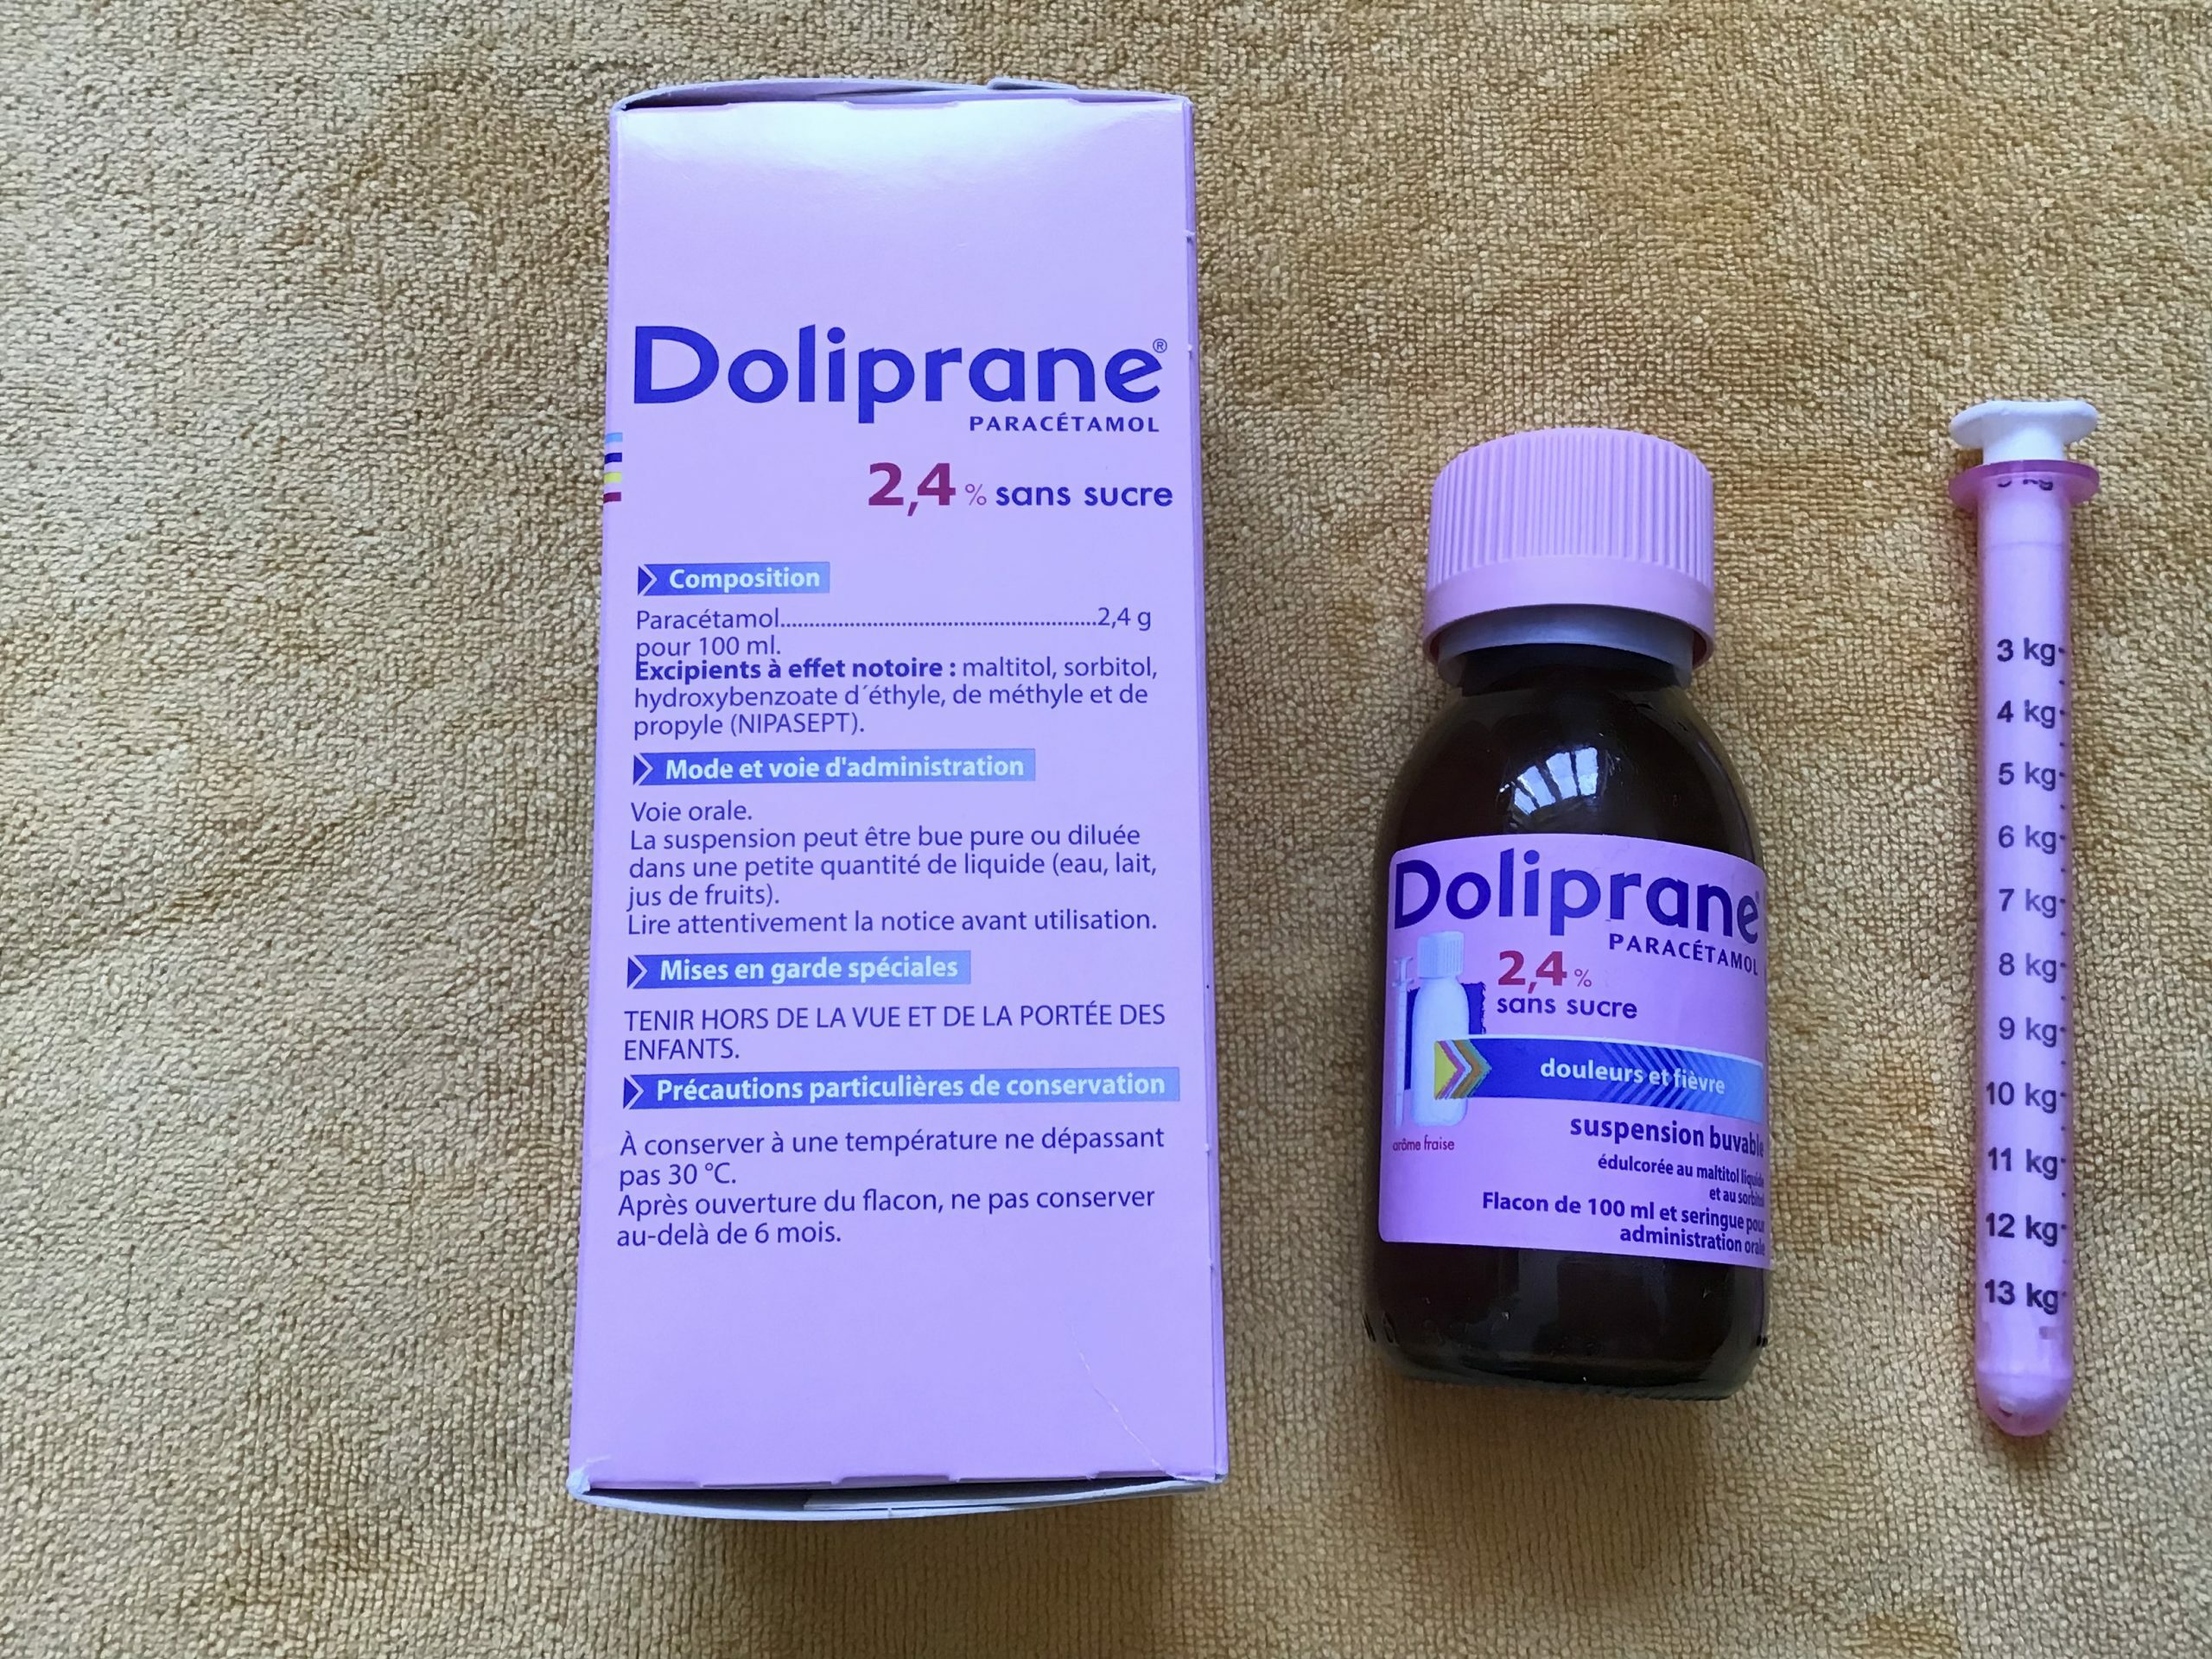 Doliprane®
PARACÉTAMOL
2,4 % sans sucre
Composition
Paracétamol......................................................2,4 g
pour 100 ml.
Excipients à effet notoire : maltitol, sorbitol,
hydroxybenzoate d´éthyle, de méthyle et de
propyle (NIPASEPT).
Mode et voie d'administration
Voie orale.
La suspension peut être bue pure ou diluée
dans une petite quantité de liquide (eau, lait,
jus de fruits).
Lire attentivement la notice avant utilisation.
Mises en garde spéciales
TENIR HORS DE LA VUE ET DE LA PORTÉE DES
ENFANTS.
Précautions particulières de conservation
À conserver à une température ne dépassant
pas 30 °C.
Après ouverture du flacon, ne pas conserver
au-delà de 6 mois.
Doliprane
PARACÉTAMOL
2,4 %
sans sucre
douleurs et fièvre
arôme fraise
suspension buvable
édulcorée au maltitol liquide
et au sorbitol
Flacon de 100 ml et seringue pour
administration orale
3 kg
4 kg
5 kg
6 kg
7 kg
8 kg
9 kg
10 kg
11 kg
12 kg
13 kg